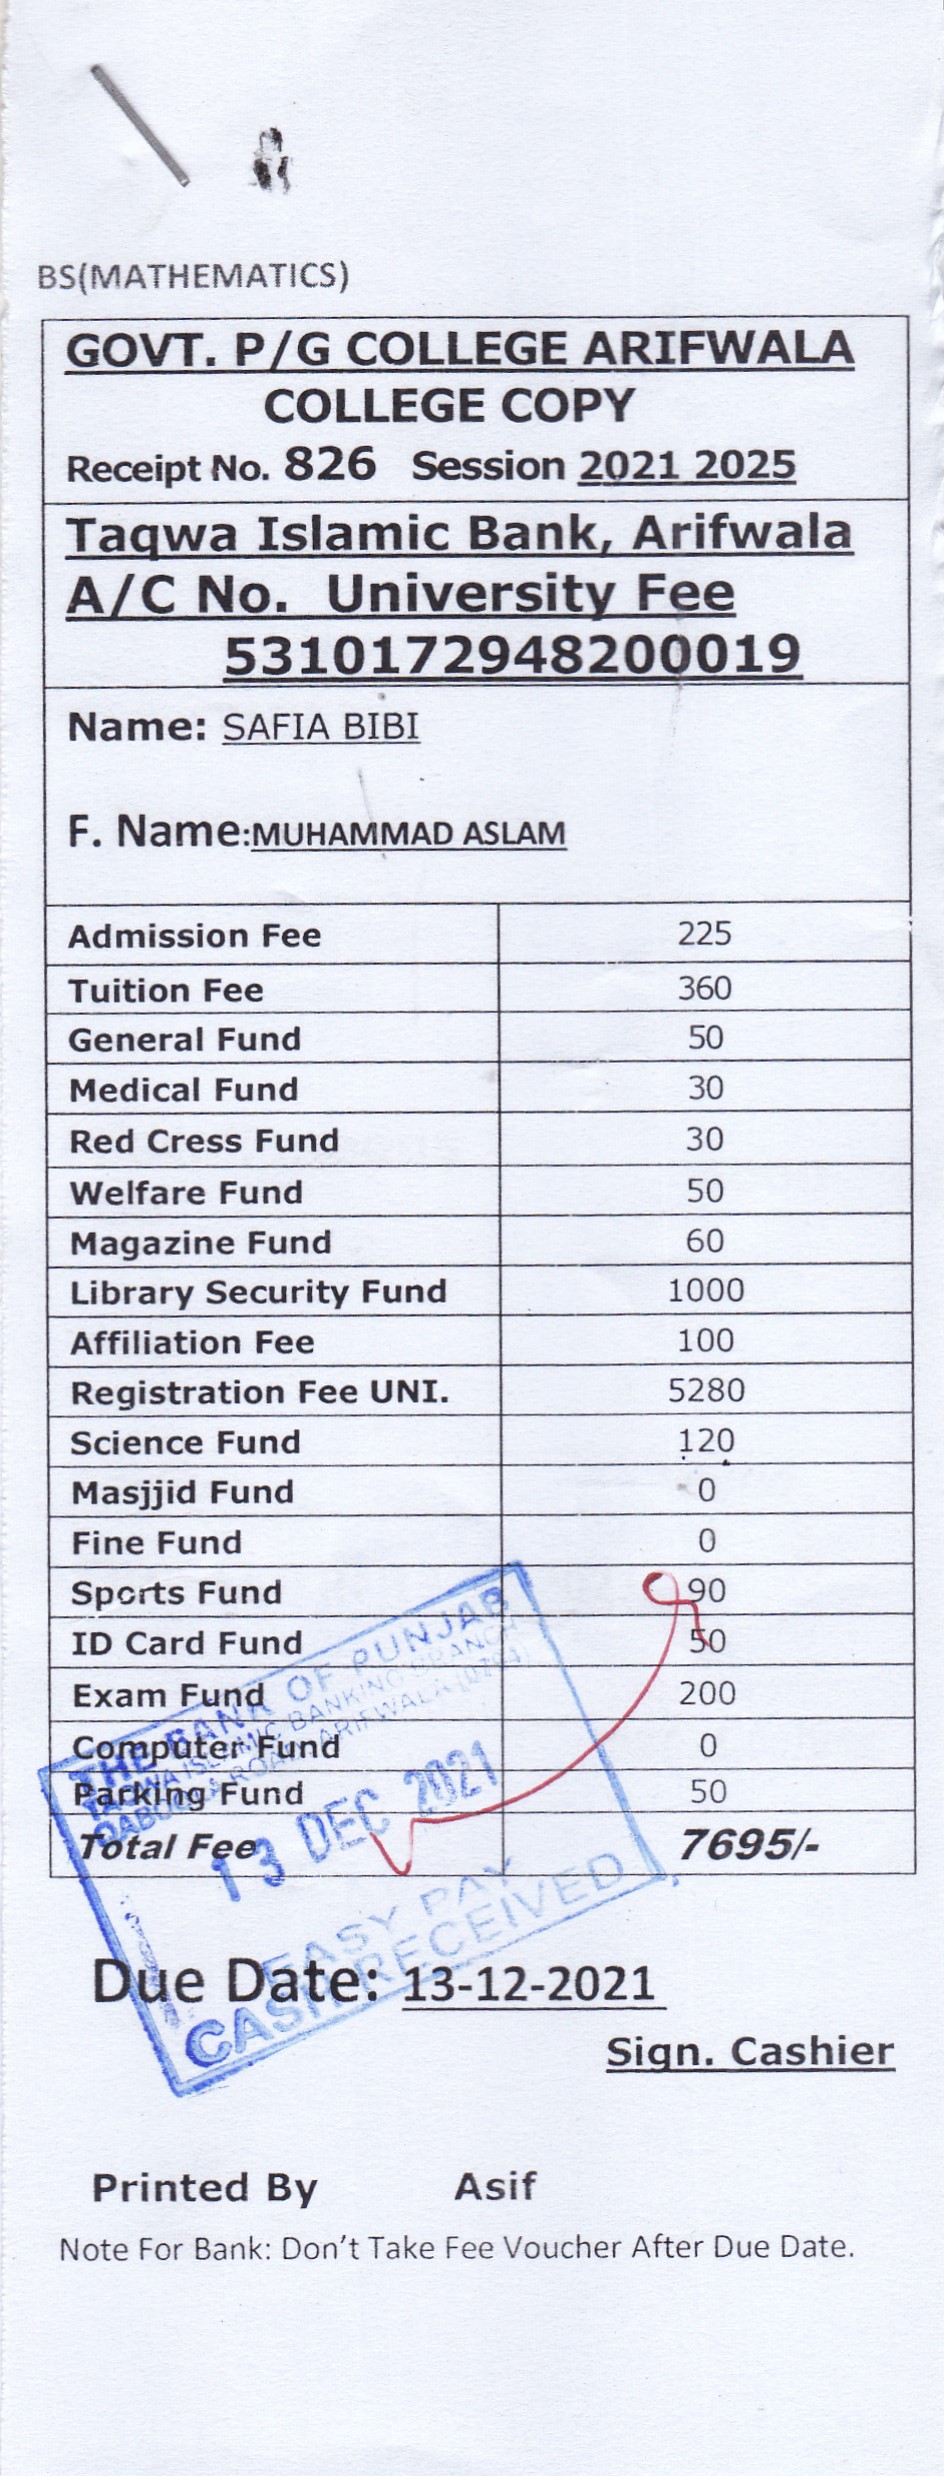 BS(MATHEMATICS)
GOVT. P/G COLLEGE ARIFWALA
COLLEGE COPY
Receipt No. 826 Session 2021 2025
Taqwa Islamic Bank, Arifwala
A/C No. University Fee
5310172948200019
Name: SAFIA BIBI
F. Name:MUHAMMAD ASLAM
Admission Fee 225
Tuition Fee 360
General Fund 50
Medical Fund 30
Red Cress Fund 30
Welfare Fund 50
Magazine Fund 60
Library Security Fund 1000
Affiliation Fee 100
Registration Fee UNI. 5280
Science Fund 120
Masjjid Fund 0
Fine Fund 0
Sports Fund 90
ID Card Fund 50
Exam Fund 200
Computer Fund 0
Parking Fund 50
Total Fee 7695/-
THE BANK OF PUNJAB
TAQWA ISLAMIC BANKING BRANCH
QABOOLA ROAD ARIFWALA
13 DEC 2021
EASY PAY
CASH RECEIVED
Due Date: 13-12-2021
Sign. Cashier
Printed By Asif
Note For Bank: Don't Take Fee Voucher After Due Date.